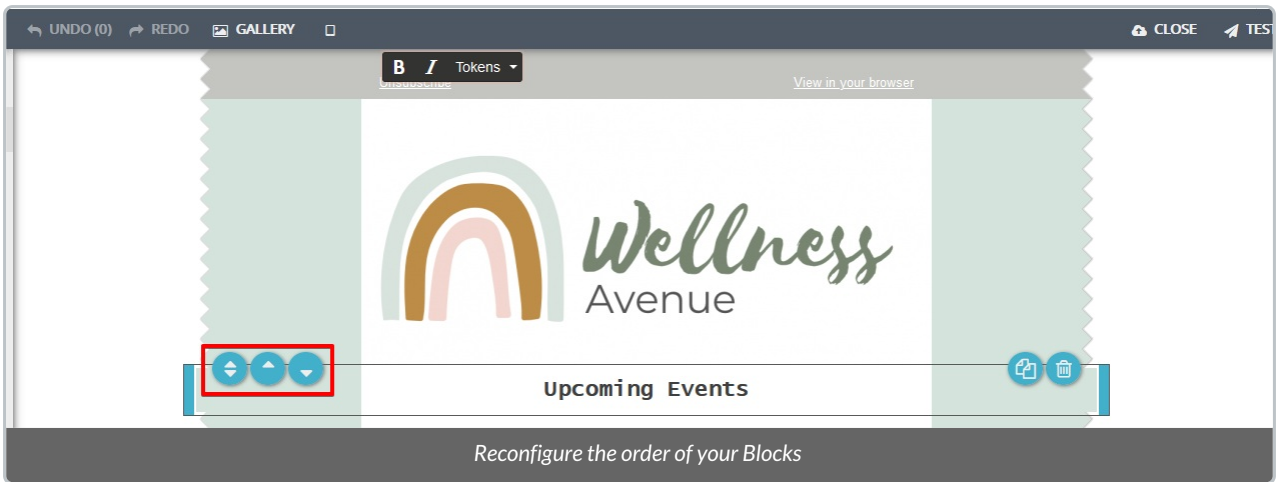 UNDO (0) REDO GALLERY CLOSE TEST
B I Tokens
Unsubscribe View in your browser
Wellness
Avenue
Upcoming Events
Reconfigure the order of your Blocks